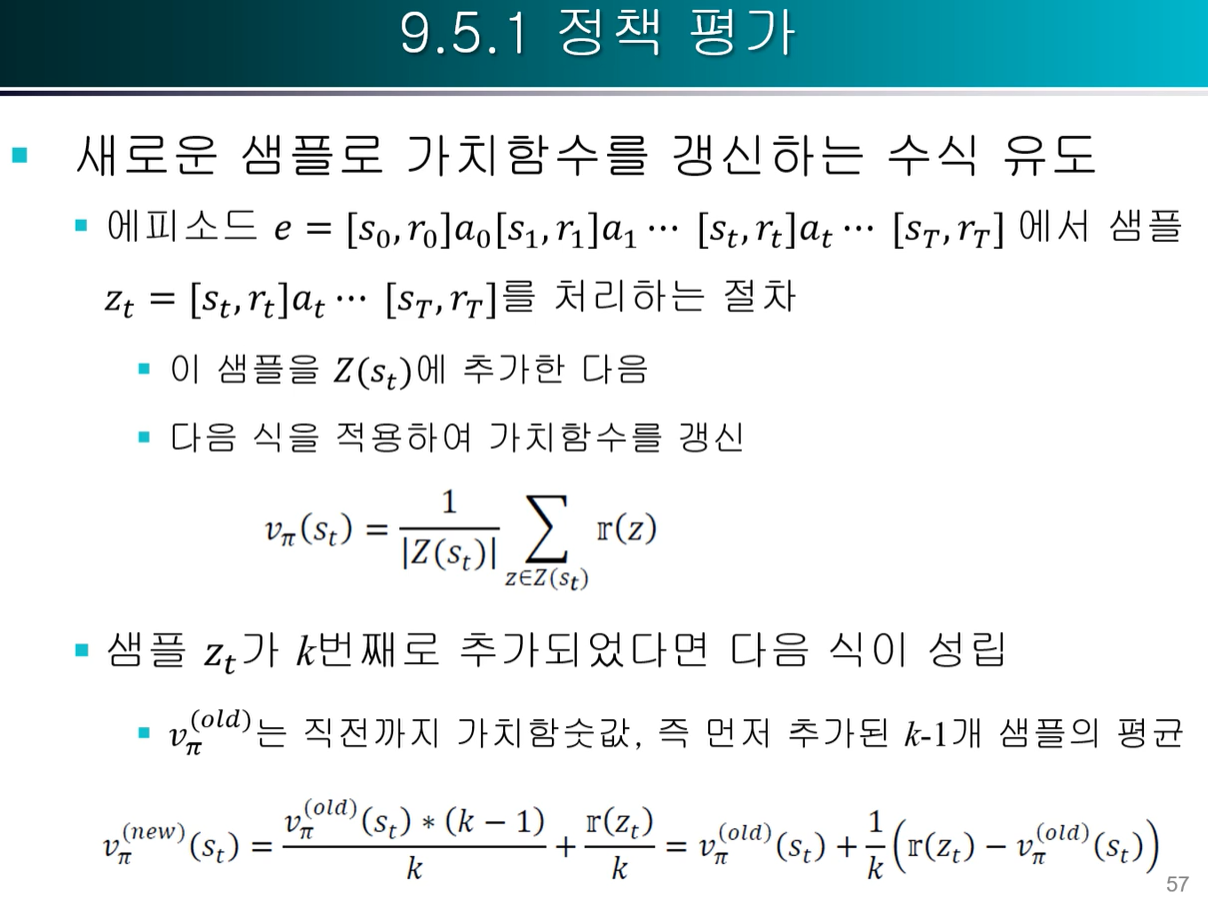 9.5.1 정책 평가
▪ 새로운 샘플로 가치함수를 갱신하는 수식 유도
▪ 에피소드 $e = [s_0, r_0]a_0[s_1, r_1]a_1 \cdots [s_t, r_t]a_t \cdots [s_T, r_T]$ 에서 샘플
$z_t = [s_t, r_t]a_t \cdots [s_T, r_T]$를 처리하는 절차
▪ 이 샘플을 $Z(s_t)$에 추가한 다음
▪ 다음 식을 적용하여 가치함수를 갱신
$v_\pi(s_t) = \frac{1}{|Z(s_t)|} \sum_{z \in Z(s_t)} \mathbb{r}(z)$
▪ 샘플 $z_t$가 $k$번째로 추가되었다면 다음 식이 성립
▪ $v_\pi^{(old)}$는 직전까지 가치함숫값, 즉 먼저 추가된 $k$-1개 샘플의 평균
$v_\pi^{(new)}(s_t) = \frac{v_\pi^{(old)}(s_t) * (k-1)}{k} + \frac{\mathbb{r}(z_t)}{k} = v_\pi^{(old)}(s_t) + \frac{1}{k}\left(\mathbb{r}(z_t) - v_\pi^{(old)}(s_t)\right)$
57